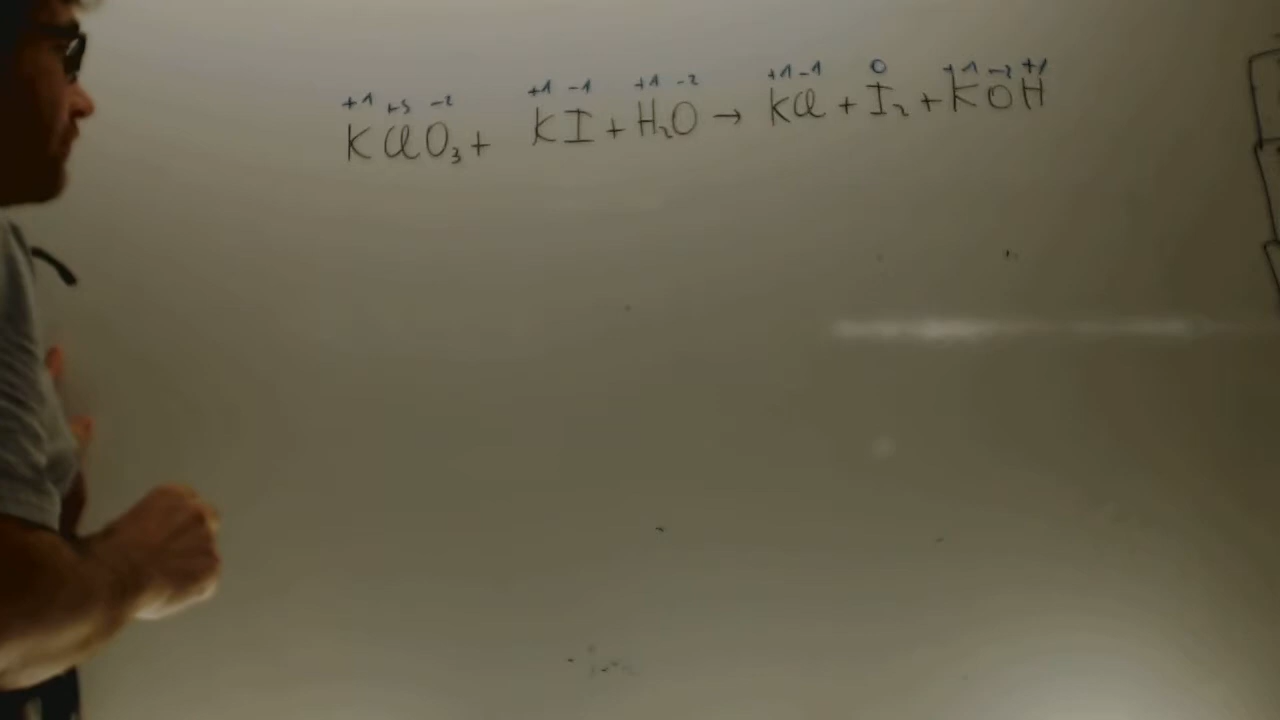 +1 +5 -2 +1 -1 +1 -2 +1 -1 0 +1 -2 +1
KClO₃ + KI + H₂O → KCl + I₂ + KOH